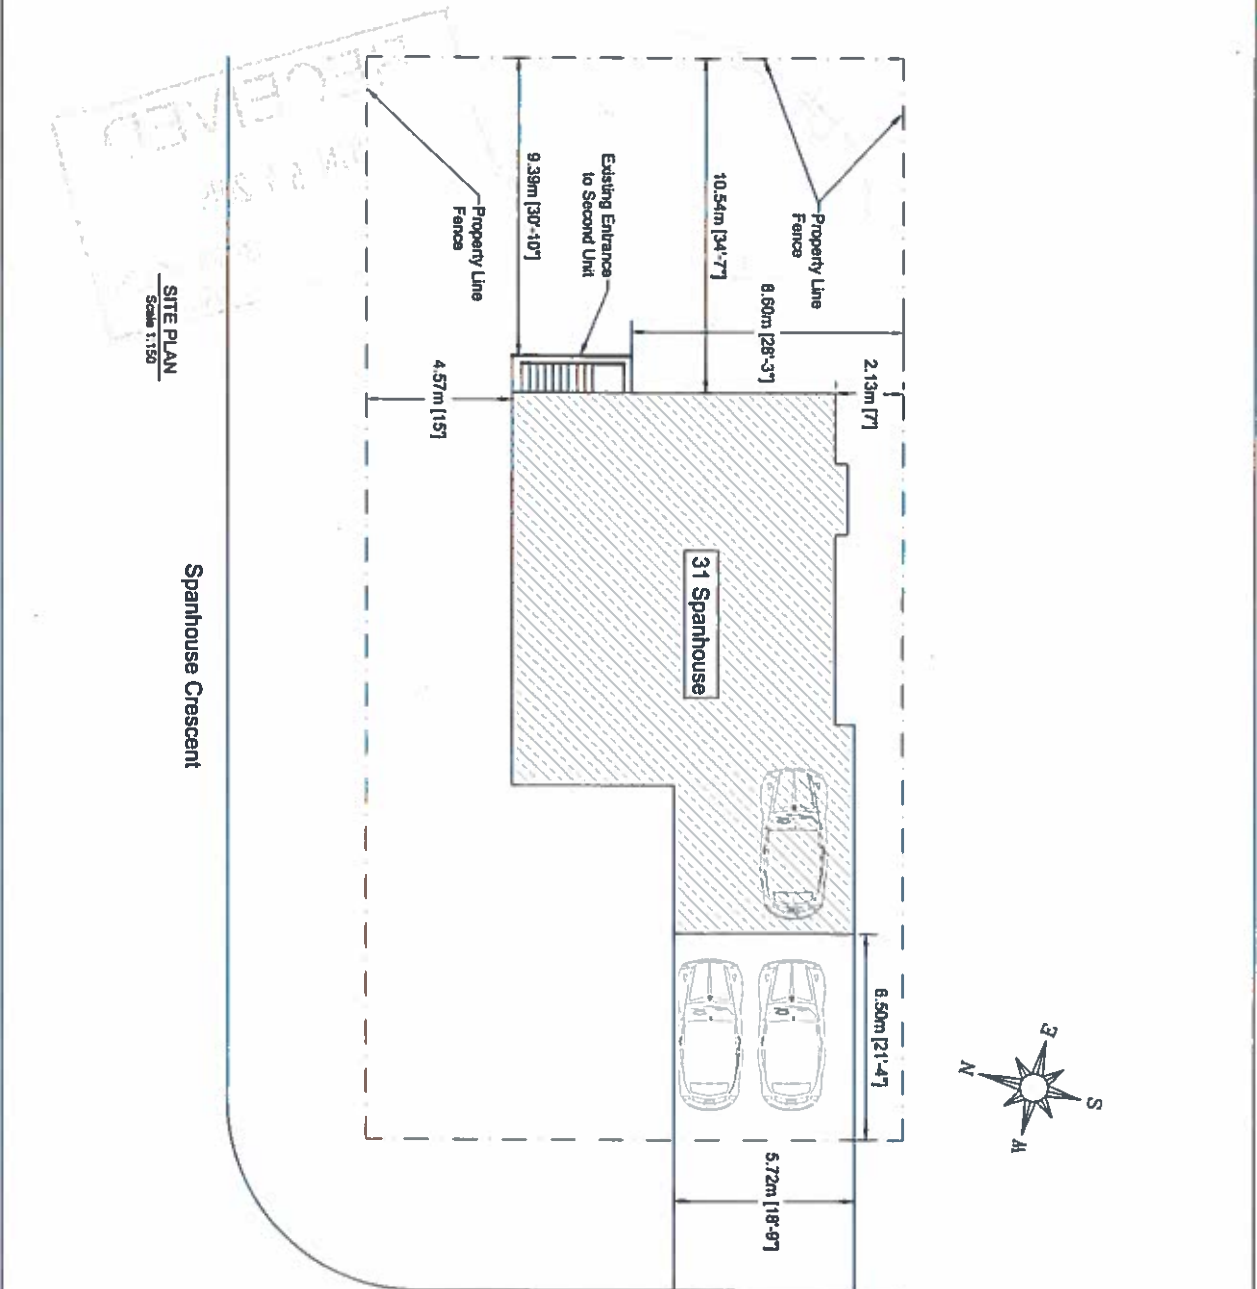 S
E
W
N
2.13m [7']
6.50m [21'-4"]
Property Line
Fence
8.60m [28'-3"]
5.72m [18'-9"]
10.54m [34'-7"]
31 Spanhouse
Existing Entrance
to Second Unit
9.39m [30'-10"]
Property Line
Fence
4.57m [15']
Spanhouse Crescent
SITE PLAN
Scale 1:150